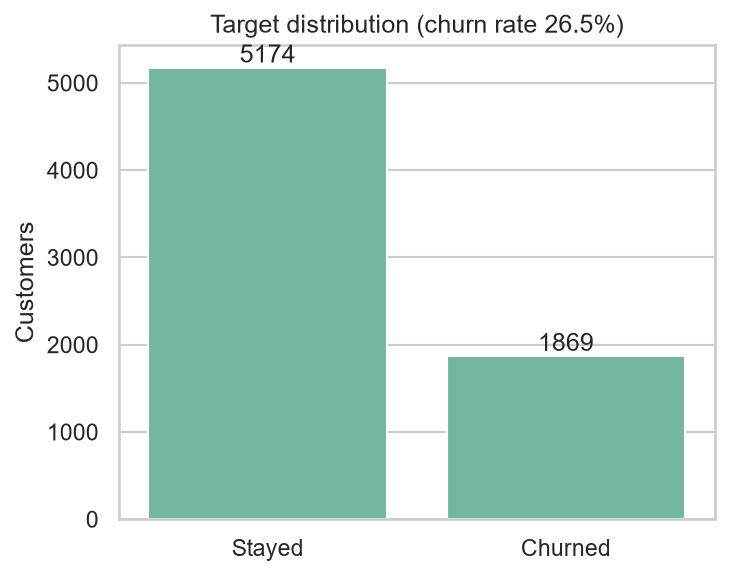 Target distribution (churn rate 26.5%)
5174
5000
4000
3000
2000
1000
0
1869
Customers
Stayed
Churned